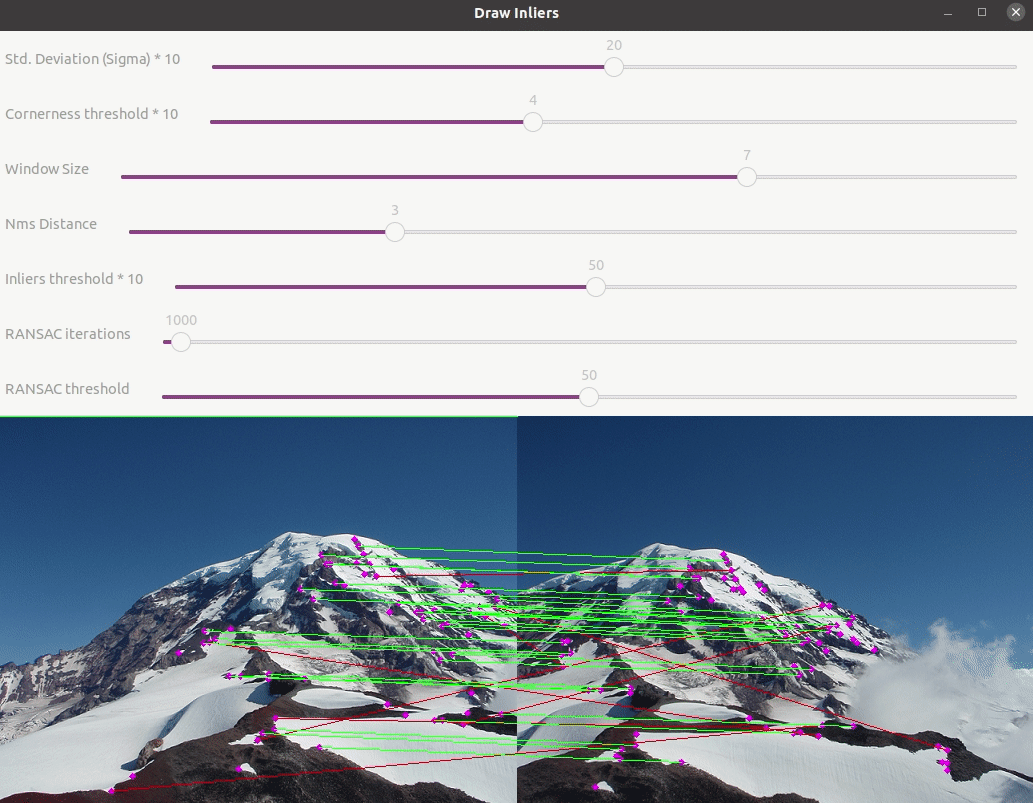 Draw Inliers
20
Std. Deviation (Sigma) * 10
4
Cornerness threshold * 10
7
Window Size
3
Nms Distance
50
Inliers threshold * 10
1000
RANSAC iterations
50
RANSAC threshold